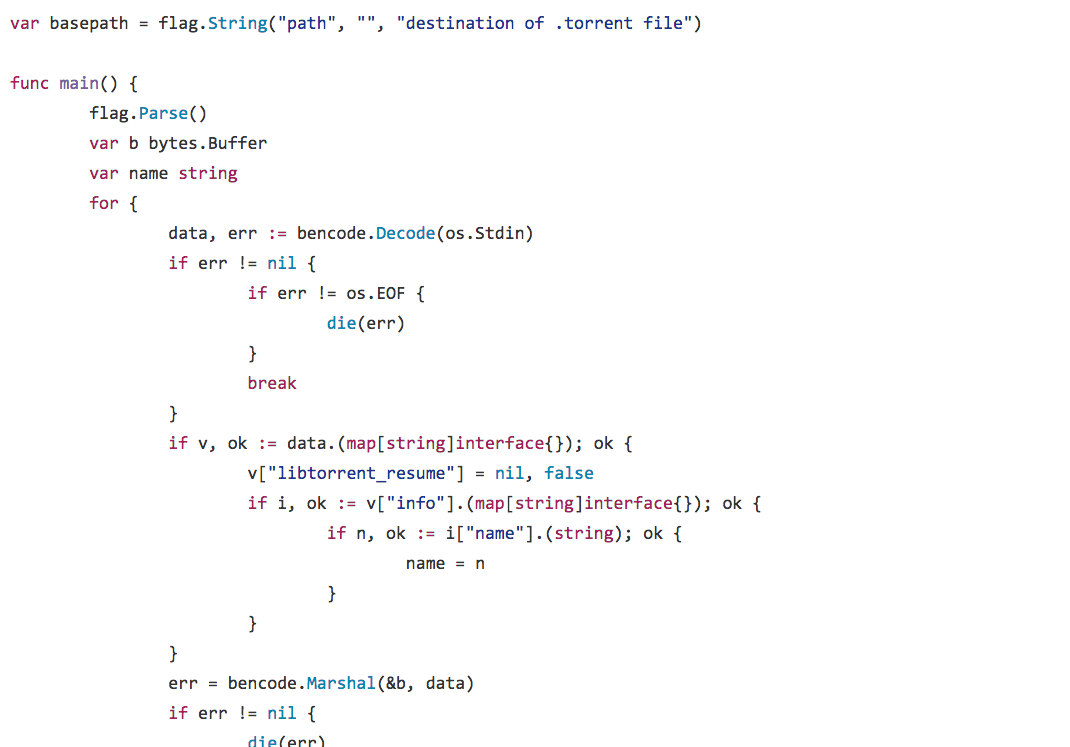 var basepath = flag.String("path", "", "destination of .torrent file")
func main() {
flag.Parse()
var b bytes.Buffer
var name string
for {
data, err := bencode.Decode(os.Stdin)
if err != nil {
if err != os.EOF {
die(err)
}
break
}
if v, ok := data.(map[string]interface{}); ok {
v["libtorrent_resume"] = nil, false
if i, ok := v["info"].(map[string]interface{}); ok {
if n, ok := i["name"].(string); ok {
name = n
}
}
}
err = bencode.Marshal(&b, data)
if err != nil {
die(err)